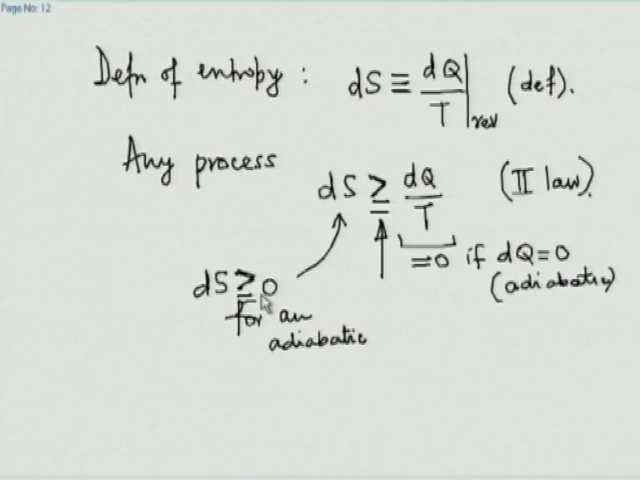 Page No: 12
Defn of entropy : dS ≡ dQ/T |rev (def).
Any process
dS ≥ dQ/T (II law).
=0 if dQ=0
(adiabatic)
dS ≥ 0
for an
adiabatic